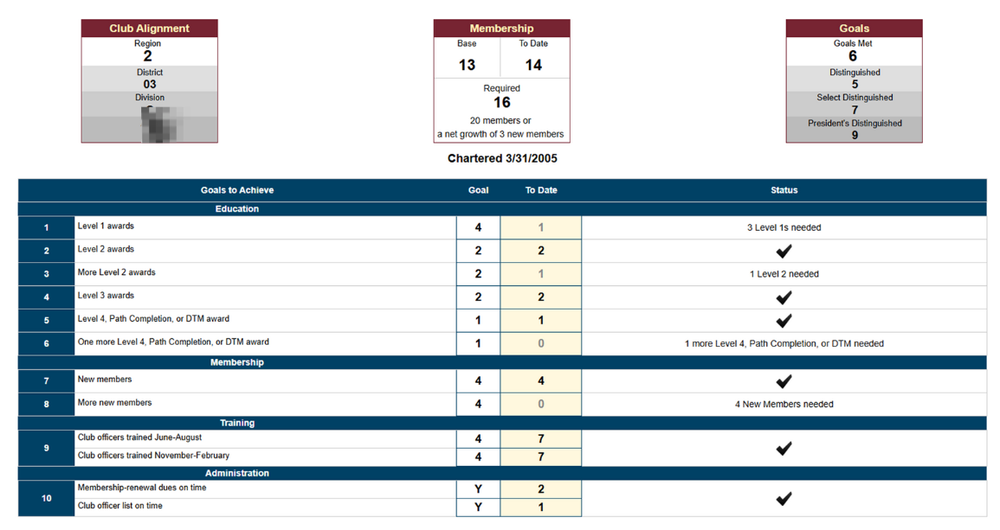 Club Alignment
Region
2
District
03
Division
Membership
Base To Date
13 14
Required
16
20 members or
a net growth of 3 new members
Goals
Goals Met
6
Distinguished
5
Select Distinguished
7
President's Distinguished
9
Chartered 3/31/2005
Goals to Achieve Goal To Date Status
Education
1 Level 1 awards 4 1 3 Level 1s needed
2 Level 2 awards 2 2
3 More Level 2 awards 2 1 1 Level 2 needed
4 Level 3 awards 2 2
5 Level 4, Path Completion, or DTM award 1 1
6 One more Level 4, Path Completion, or DTM award 1 0 1 more Level 4, Path Completion, or DTM needed
Membership
7 New members 4 4
8 More new members 4 0 4 New Members needed
Training
9
Club officers trained June-August 4 7
Club officers trained November-February 4 7
Administration
10
Membership-renewal dues on time Y 2
Club officer list on time Y 1